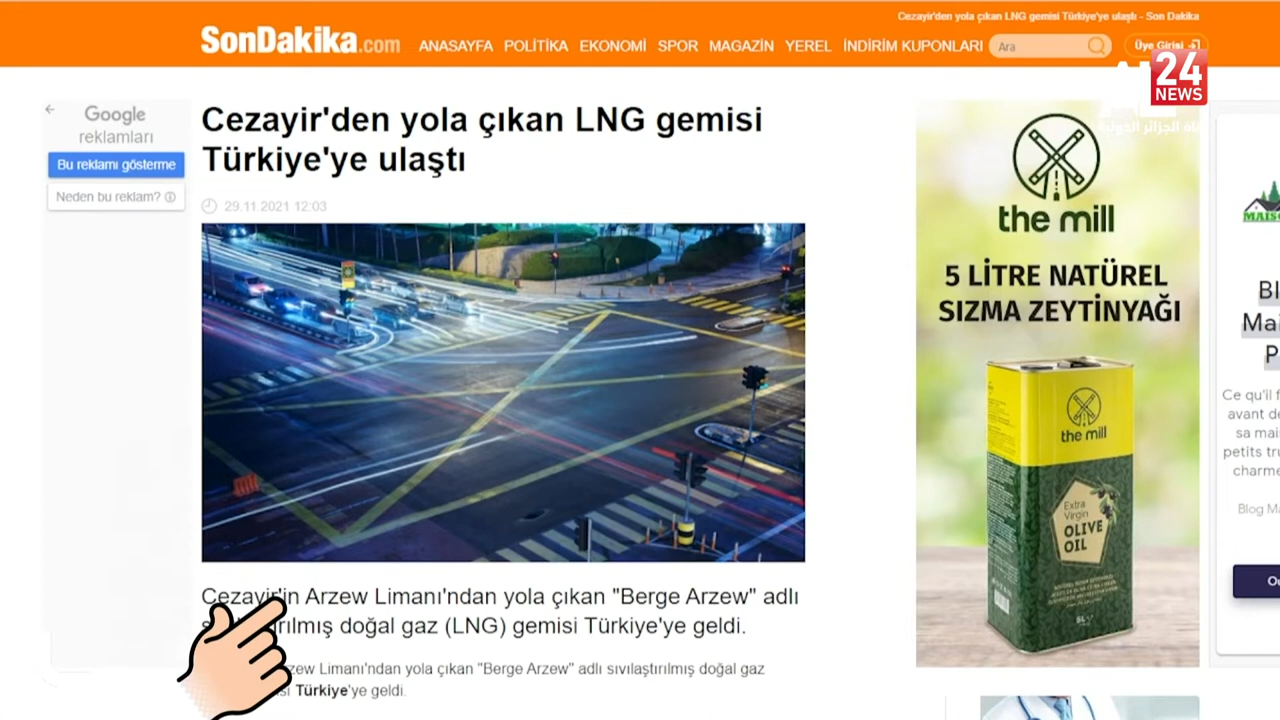 Cezayir'den yola çıkan LNG gemisi Türkiye'ye ulaştı - Son Dakika
SonDakika.com ANASAYFA POLİTİKA EKONOMİ SPOR MAGAZİN YEREL İNDİRİM KUPONLARI Ara Üye Girişi
24
NEWS
Google
reklamları
Bu reklamı gösterme
Neden bu reklam?
Cezayir'den yola çıkan LNG gemisi
Türkiye'ye ulaştı
29.11.2021 12:03
Cezayir'in Arzew Limanı'ndan yola çıkan "Berge Arzew" adlı
doğal gaz (LNG) gemisi Türkiye'ye geldi.
Limanı'ndan yola çıkan "Berge Arzew" adlı sıvılaştırılmış doğal gaz
Türkiye'ye geldi.
the mill
5 LİTRE NATÜREL
SIZMA ZEYTİNYAĞI
the mill
Extra
Virgin
OLIVE
OIL
5L
Ce qu'il
avant
sa
petits
Blog